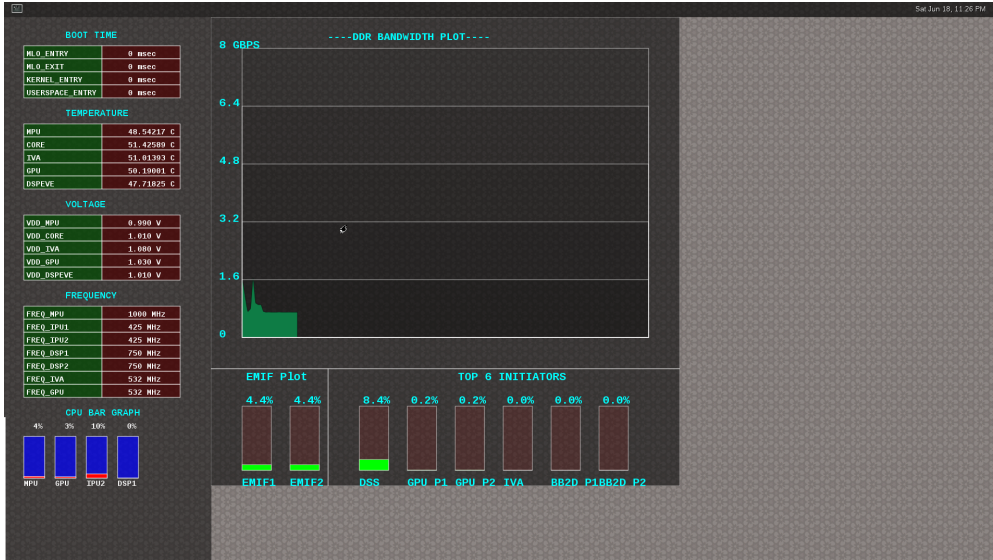 Sat Jun 18, 11:26 PM
BOOT TIME
MLO_ENTRY 0 msec
MLO_EXIT 0 msec
KERNEL_ENTRY 0 msec
USERSPACE_ENTRY 0 msec
TEMPERATURE
MPU 48.54217 C
CORE 51.42589 C
IVA 51.01393 C
GPU 50.19001 C
DSPEVE 47.71825 C
VOLTAGE
VDD_MPU 0.990 V
VDD_CORE 1.010 V
VDD_IVA 1.080 V
VDD_GPU 1.030 V
VDD_DSPEVE 1.010 V
FREQUENCY
FREQ_MPU 1000 MHz
FREQ_IPU1 425 MHz
FREQ_IPU2 425 MHz
FREQ_DSP1 750 MHz
FREQ_DSP2 750 MHz
FREQ_IVA 532 MHz
FREQ_GPU 532 MHz
CPU BAR GRAPH
4% 3% 10% 0%
MPU GPU IPU2 DSP1
----DDR BANDWIDTH PLOT----
8 GBPS
6.4
4.8
3.2
1.6
0
EMIF Plot
4.4% 4.4%
EMIF1 EMIF2
TOP 6 INITIATORS
8.4% 0.2% 0.2% 0.0% 0.0% 0.0%
DSS GPU P1 GPU P2 IVA BB2D P1 BB2D P2